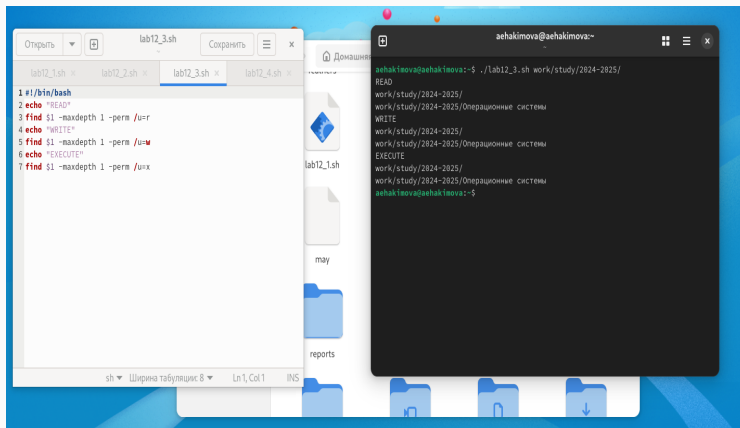 Открыть
lab12_3.sh
Сохранить
lab12_1.sh ×
lab12_2.sh ×
lab12_3.sh ×
lab12_4.sh ×
1 #!/bin/bash
2 echo "READ"
3 find $1 -maxdepth 1 -perm /u=r
4 echo "WRITE"
5 find $1 -maxdepth 1 -perm /u=w
6 echo "EXECUTE"
7 find $1 -maxdepth 1 -perm /u=x
sh
Ширина табуляции: 8
Ln 1, Col 1
INS
lab12_1.sh
may
reports
aehakimova@aehakimova:~
aehakimova@aehakimova:~$ ./lab12_3.sh work/study/2024-2025/
READ
work/study/2024-2025/
work/study/2024-2025/Операционные системы
WRITE
work/study/2024-2025/
work/study/2024-2025/Операционные системы
EXECUTE
work/study/2024-2025/
work/study/2024-2025/Операционные системы
aehakimova@aehakimova:~$